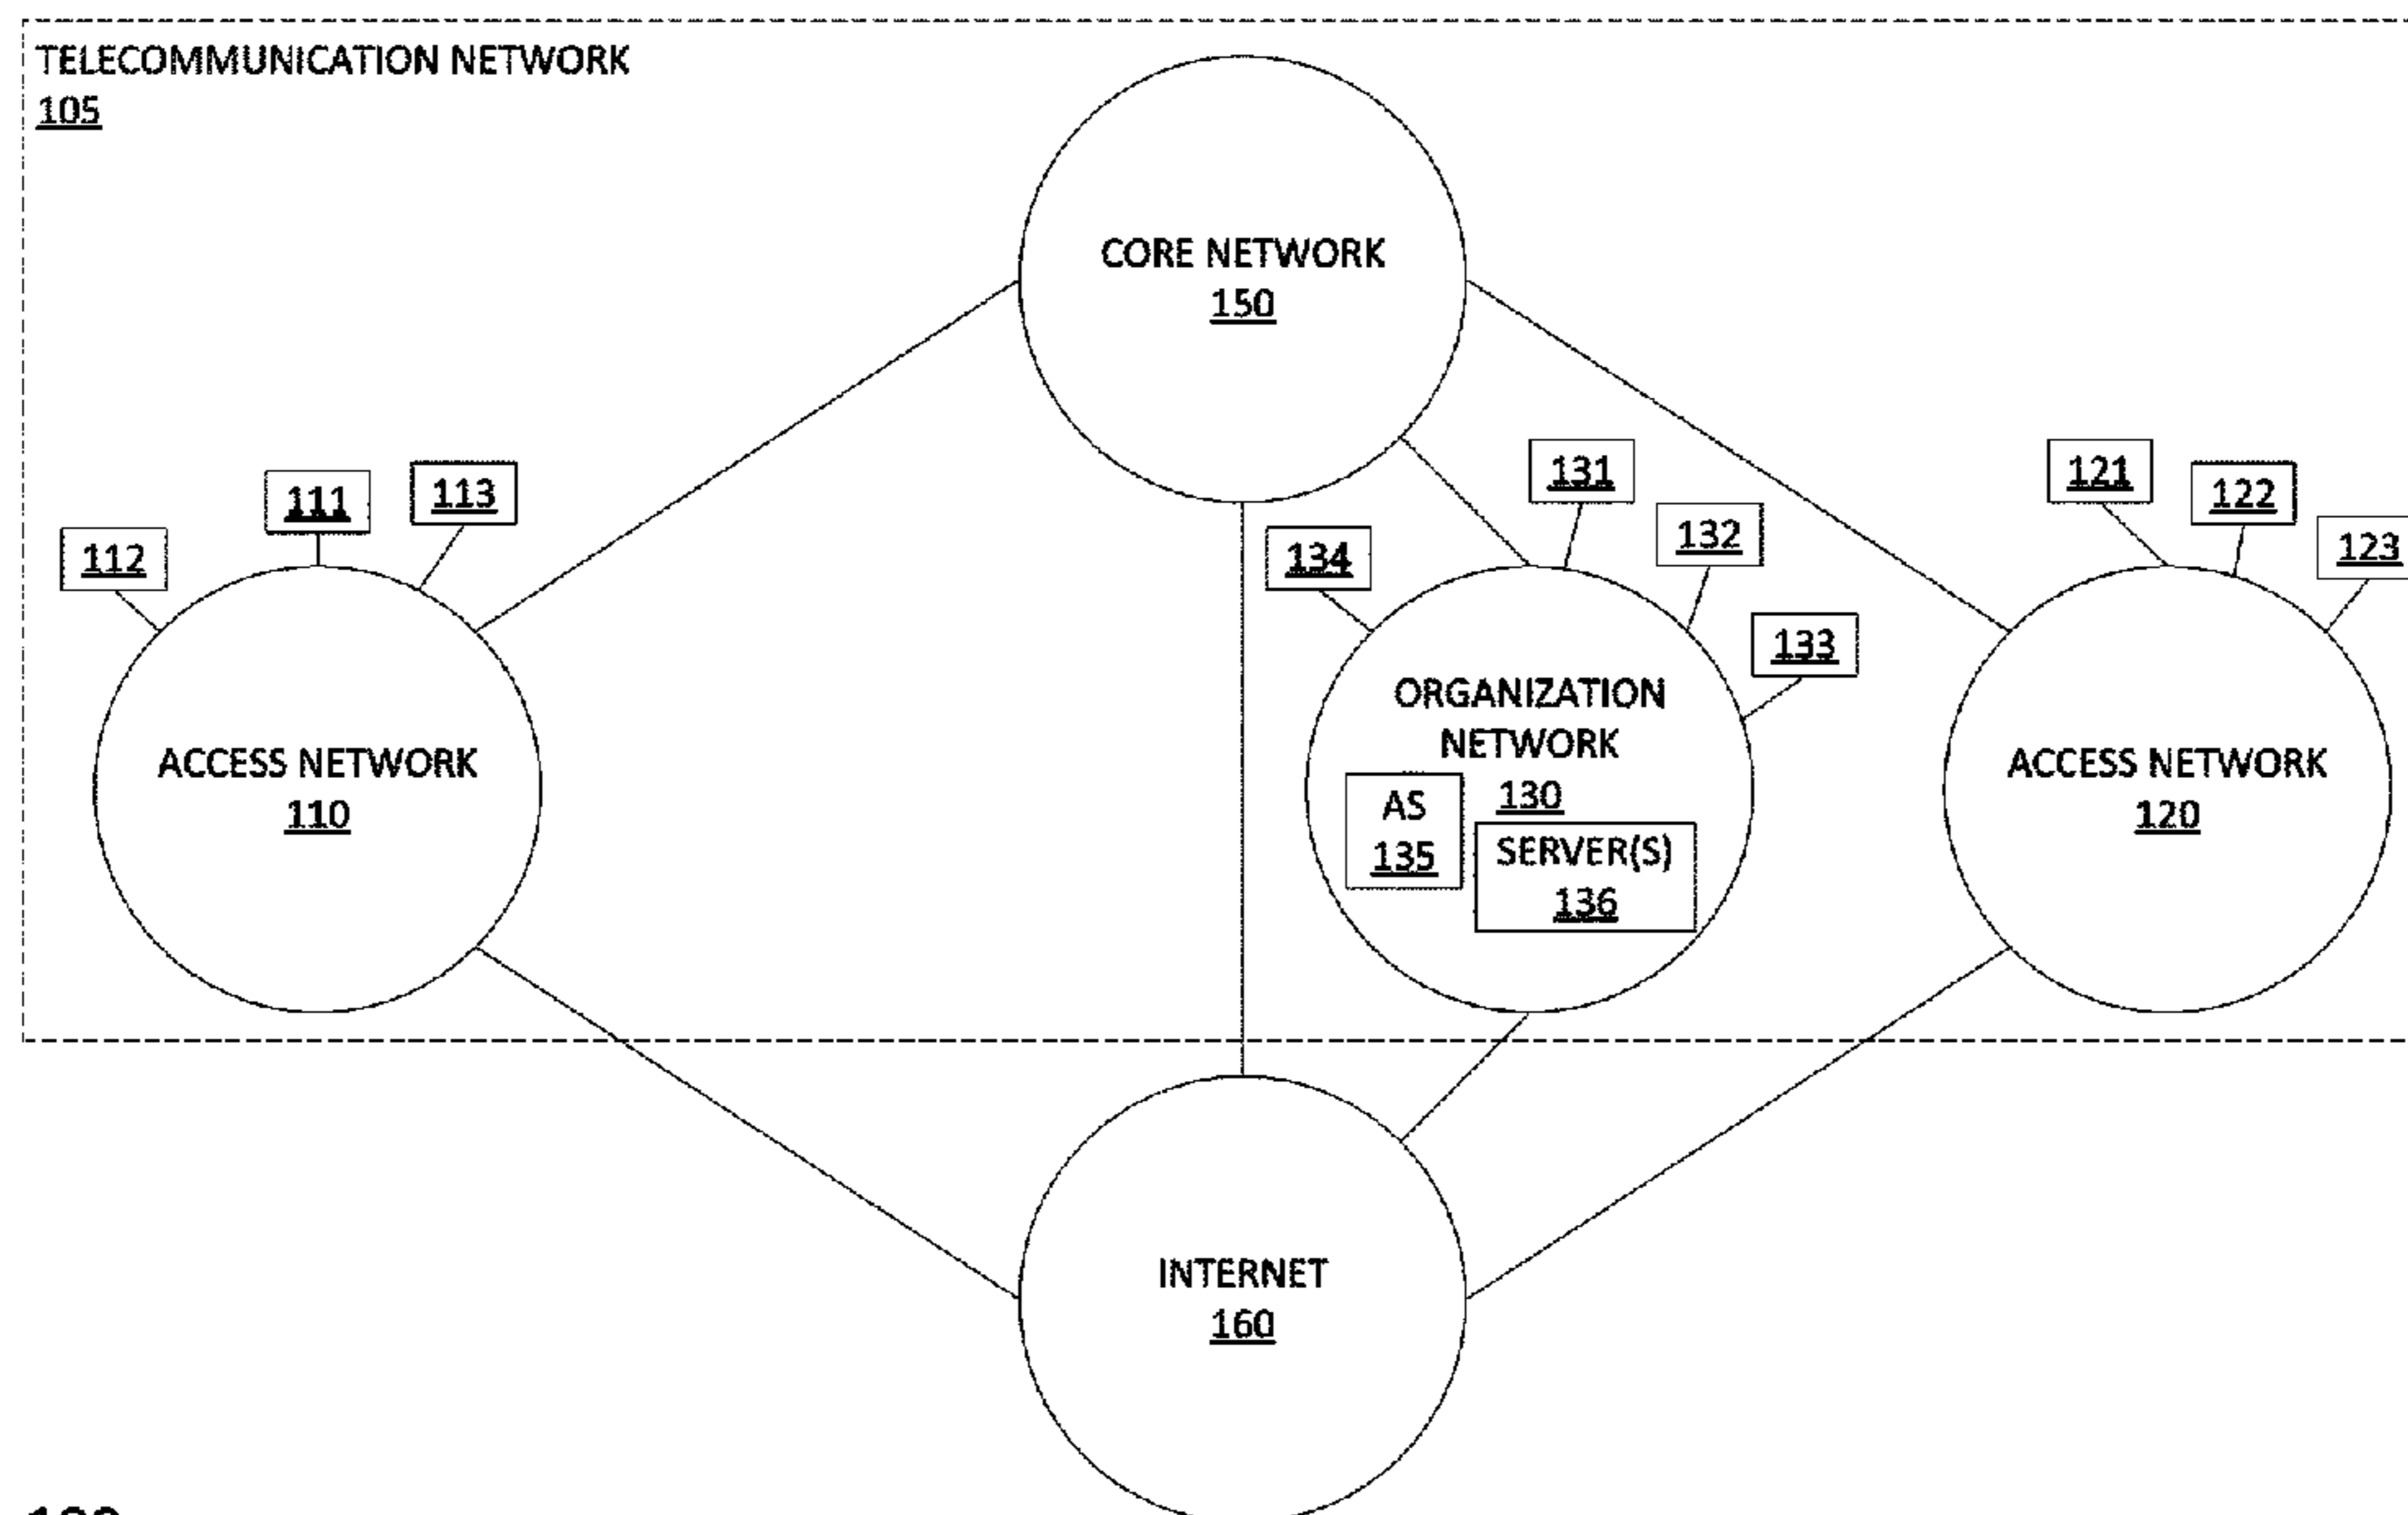 TELECOMMUNICATION NETWORK
105
CORE NETWORK
150
112
111
113
134
131
132
133
121
122
123
ACCESS NETWORK
110
ORGANIZATION
NETWORK
130
AS
135
SERVER(S)
136
ACCESS NETWORK
120
INTERNET
160